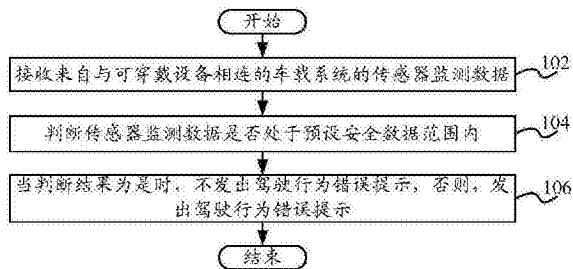 开始
接收来自与可穿戴设备相连的车载系统的传感器监测数据
102
判断传感器监测数据是否处于预设安全数据范围内
104
当判断结果为是时，不发出驾驶行为错误提示，否则，发
出驾驶行为错误提示
106
结束